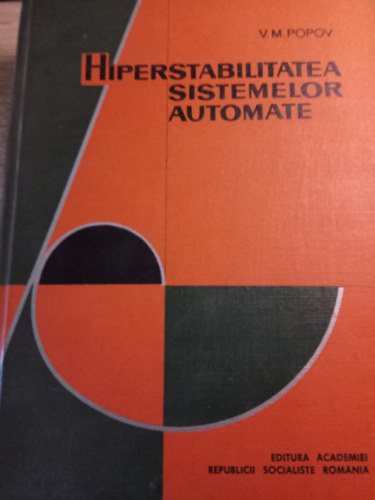 V. M. POPOV
HIPERSTABILITATEA
SISTEMELOR
AUTOMATE
EDITURA ACADEMIEI
REPUBLICII SOCIALISTE ROMÂNIA